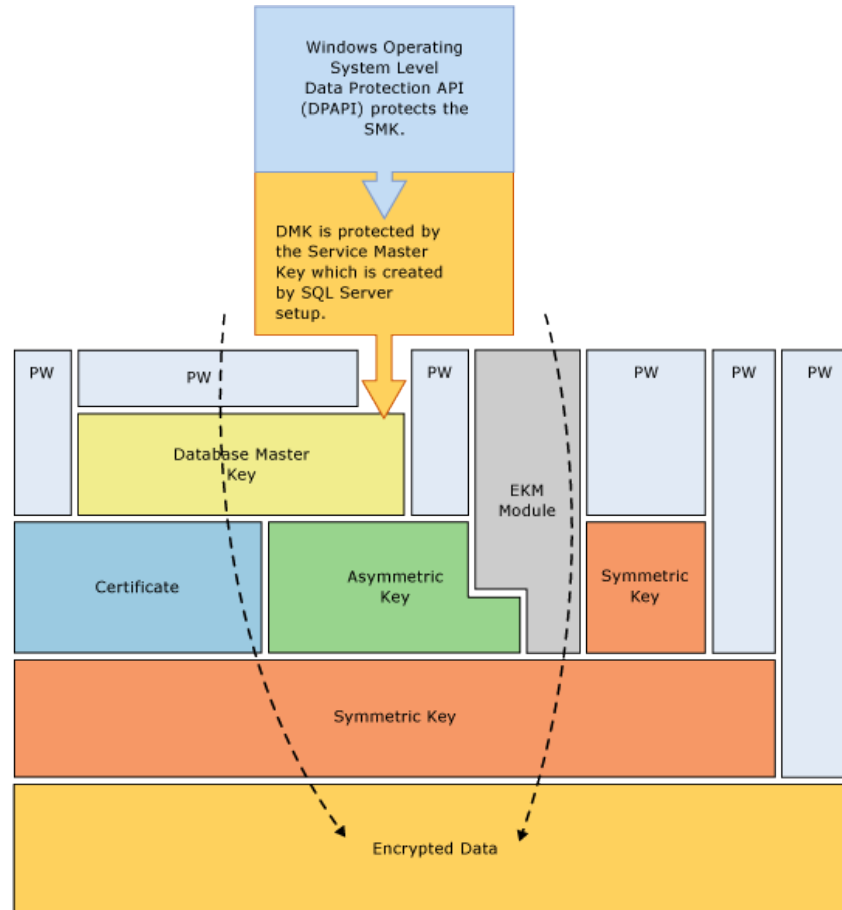 Windows Operating
System Level
Data Protection API
(DPAPI) protects the
SMK.
DMK is protected by
the Service Master
Key which is created
by SQL Server
setup.
PW
PW
PW
PW
PW
PW
Database Master
Key
EKM
Module
Certificate
Asymmetric
Key
Symmetric
Key
Symmetric Key
Encrypted Data